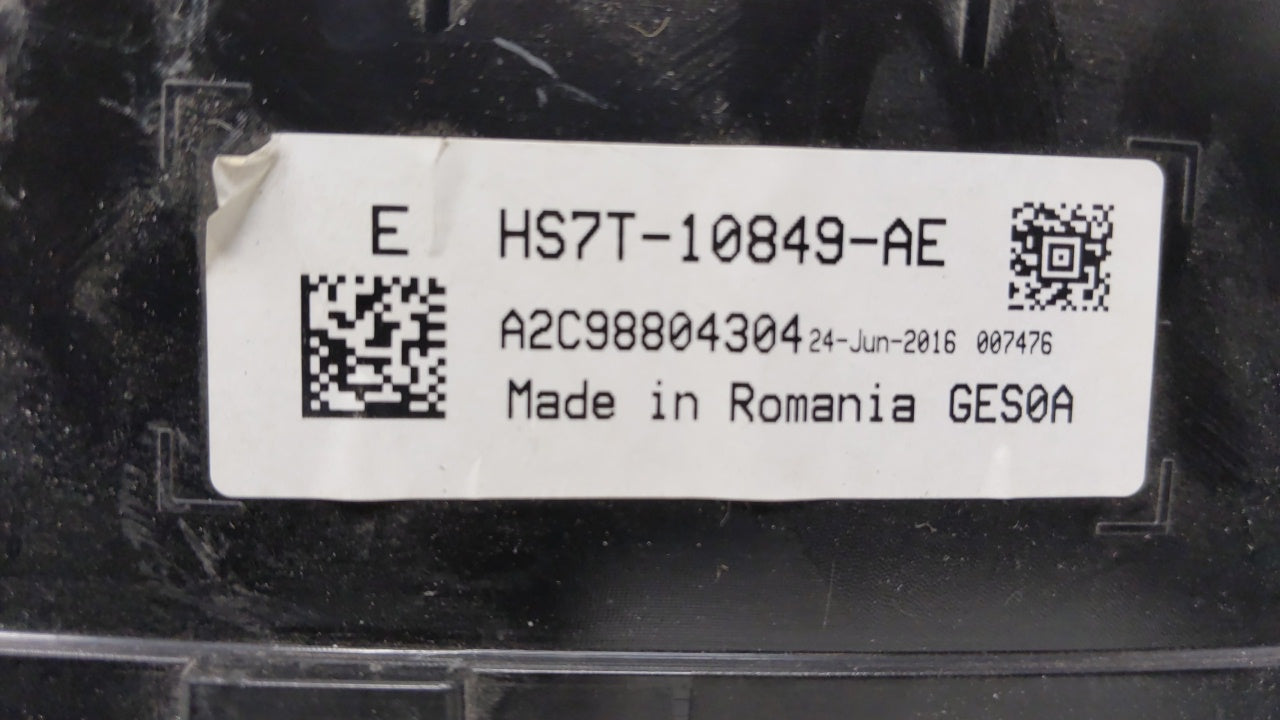 E HS7T-10849-AE
A2C98804304 24-Jun-2016 007476
Made in Romania GES0A